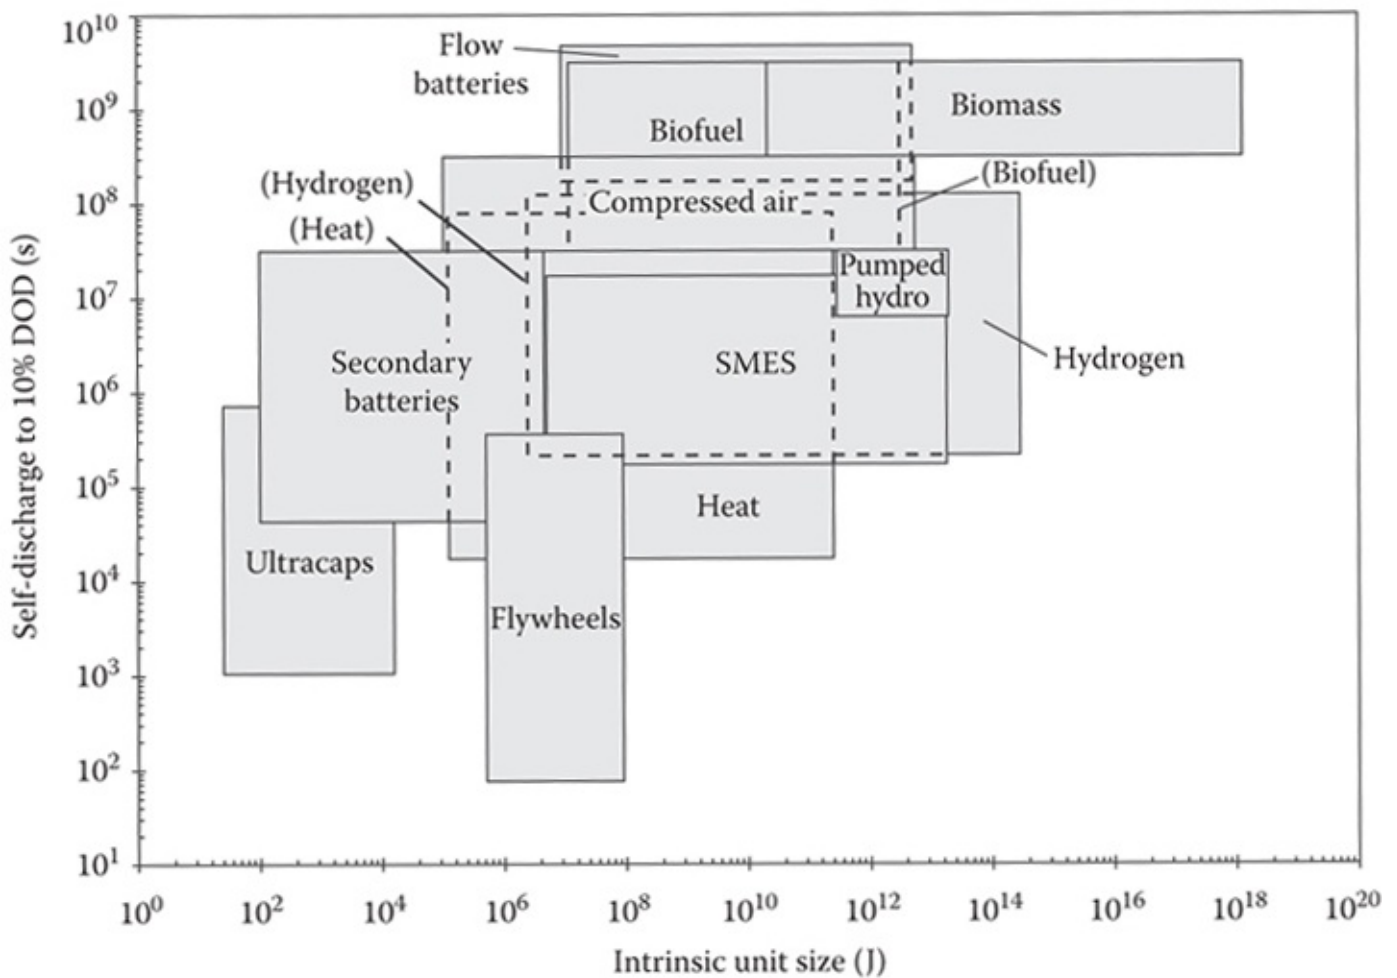 10¹⁰
10⁹
10⁸
10⁷
10⁶
10⁵
10⁴
10³
10²
10¹
Self-discharge to 10% DOD (s)
Flow
batteries
Biofuel
Biomass
(Hydrogen)
(Heat)
Compressed air
(Biofuel)
Pumped
hydro
Secondary
batteries
SMES
Hydrogen
Heat
Ultracaps
Flywheels
10⁰ 10² 10⁴ 10⁶ 10⁸ 10¹⁰ 10¹² 10¹⁴ 10¹⁶ 10¹⁸ 10²⁰
Intrinsic unit size (J)